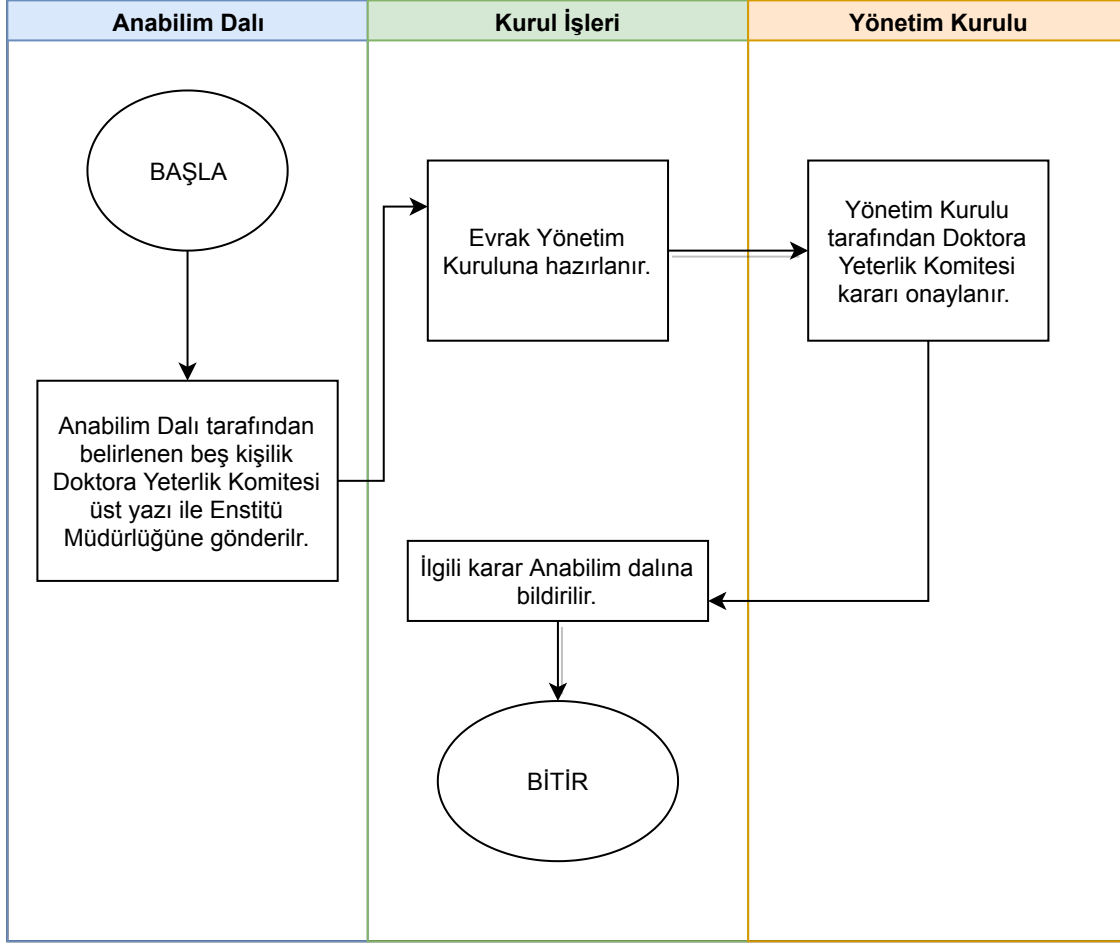 Anabilim Dalı
Kurul İşleri
Yönetim Kurulu
BAŞLA
Anabilim Dalı tarafından
belirlenen beş kişilik
Doktora Yeterlik Komitesi
üst yazı ile Enstitü
Müdürlüğüne gönderilr.
Evrak Yönetim
Kuruluna hazırlanır.
Yönetim Kurulu
tarafından Doktora
Yeterlik Komitesi
kararı onaylanır.
İlgili karar Anabilim dalına
bildirilir.
BİTİR